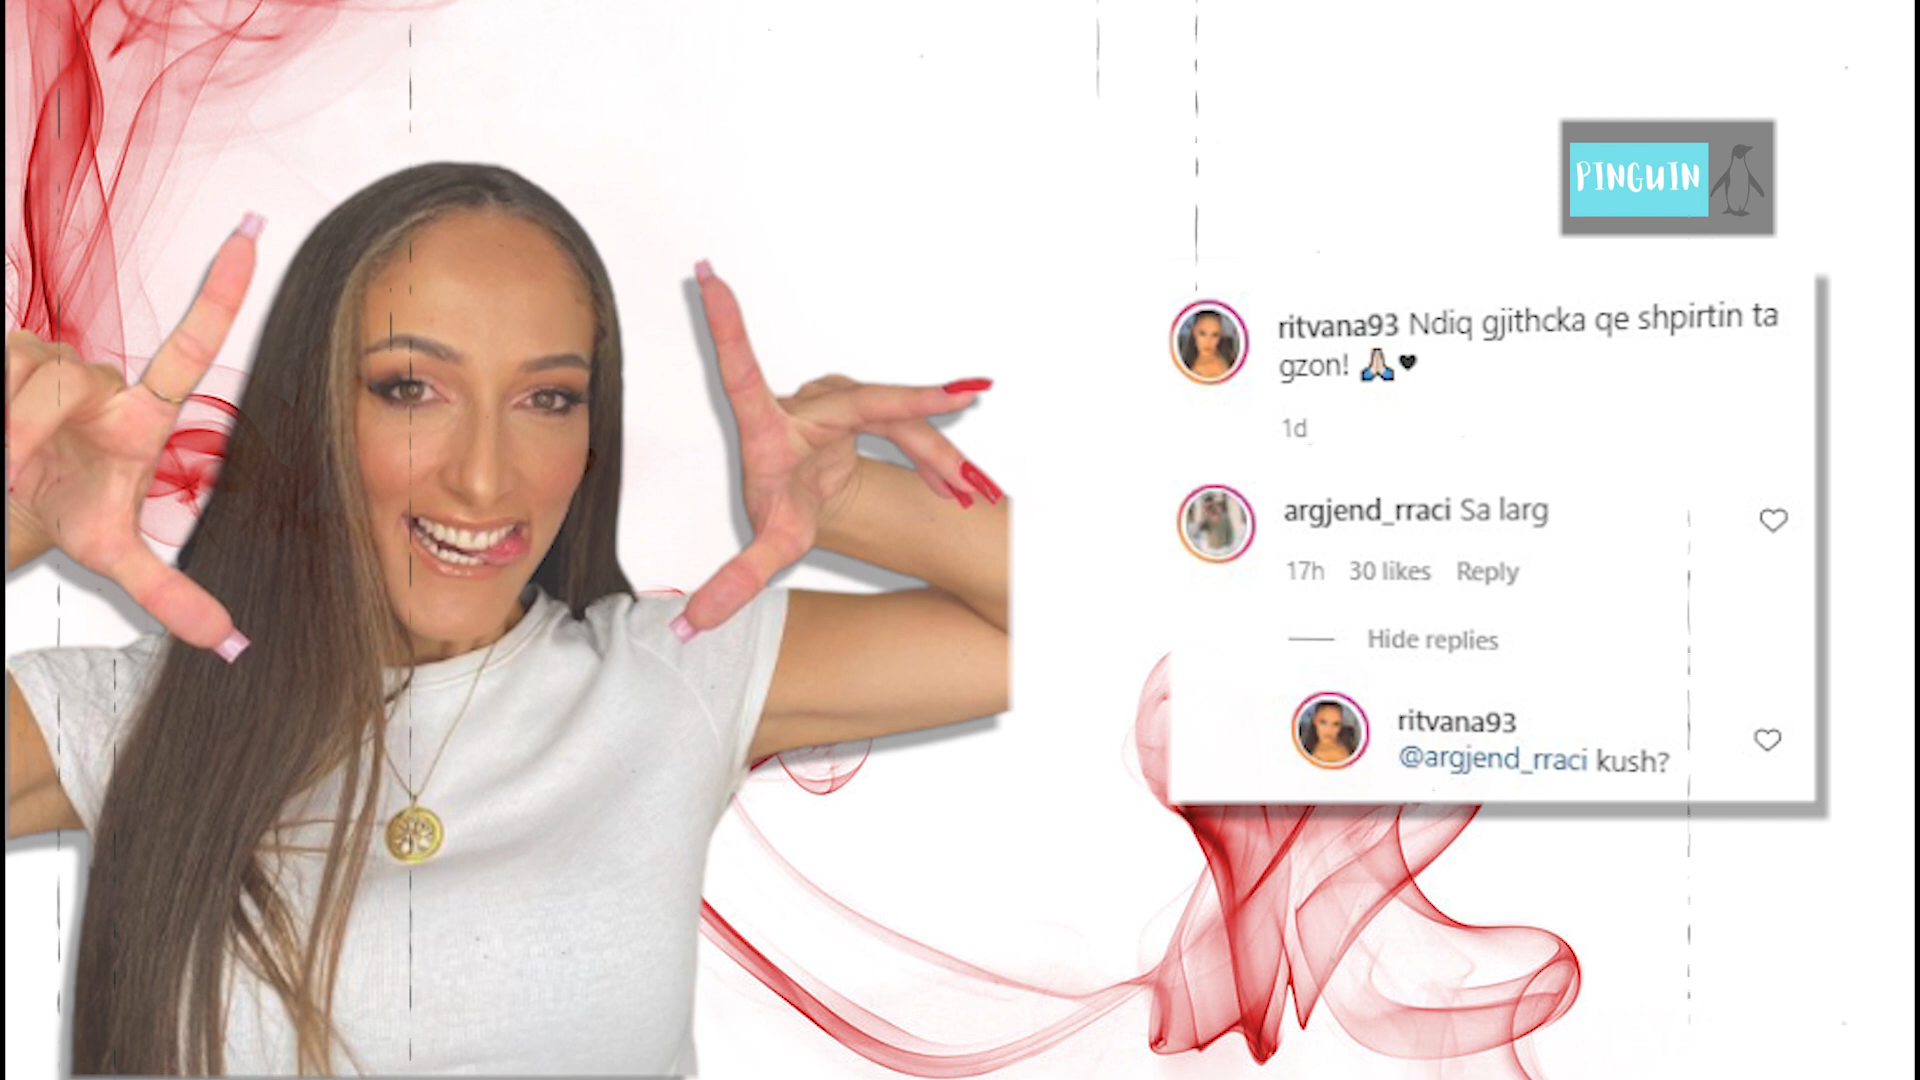 PINGUIN
ritvana93 Ndiq gjithcka qe shpirtin ta
gzon! 🙏🏻🖤
1d
argjend_rraci Sa larg
17h 30 likes Reply
Hide replies
ritvana93
@argjend_rraci kush?